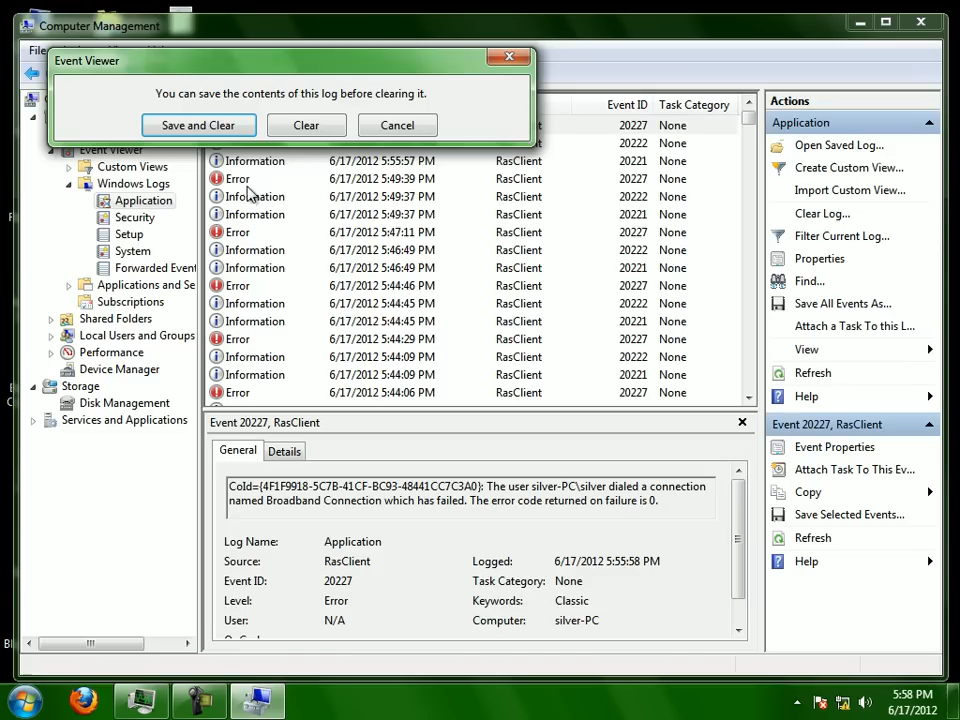 Computer Management
File
Event Viewer
You can save the contents of this log before clearing it.
Save and Clear
Clear
Cancel
Event Viewer
Custom Views
Windows Logs
Application
Security
Setup
System
Forwarded Event
Applications and Se
Subscriptions
Shared Folders
Local Users and Groups
Performance
Device Manager
Storage
Disk Management
Services and Applications
Event ID Task Category
20227 None
20222 None
Information 6/17/2012 5:55:57 PM RasClient 20221 None
Error 6/17/2012 5:49:39 PM RasClient 20227 None
Information 6/17/2012 5:49:37 PM RasClient 20222 None
Information 6/17/2012 5:49:37 PM RasClient 20221 None
Error 6/17/2012 5:47:11 PM RasClient 20227 None
Information 6/17/2012 5:46:49 PM RasClient 20222 None
Information 6/17/2012 5:46:49 PM RasClient 20221 None
Error 6/17/2012 5:44:46 PM RasClient 20227 None
Information 6/17/2012 5:44:45 PM RasClient 20222 None
Information 6/17/2012 5:44:45 PM RasClient 20221 None
Error 6/17/2012 5:44:29 PM RasClient 20227 None
Information 6/17/2012 5:44:09 PM RasClient 20222 None
Information 6/17/2012 5:44:09 PM RasClient 20221 None
Error 6/17/2012 5:44:06 PM RasClient 20227 None
Event 20227, RasClient
General
Details
CoId={4F1F9918-5C7B-41CF-BC93-48441CC7C3A0}: The user silver-PC\silver dialed a connection
named Broadband Connection which has failed. The error code returned on failure is 0.
Log Name: Application
Source: RasClient Logged: 6/17/2012 5:55:58 PM
Event ID: 20227 Task Category: None
Level: Error Keywords: Classic
User: N/A Computer: silver-PC
Actions
Application
Open Saved Log...
Create Custom View...
Import Custom View...
Clear Log...
Filter Current Log...
Properties
Find...
Save All Events As...
Attach a Task To this L...
View
Refresh
Help
Event 20227, RasClient
Event Properties
Attach Task To This Ev...
Copy
Save Selected Events...
Refresh
Help
5:58 PM
6/17/2012